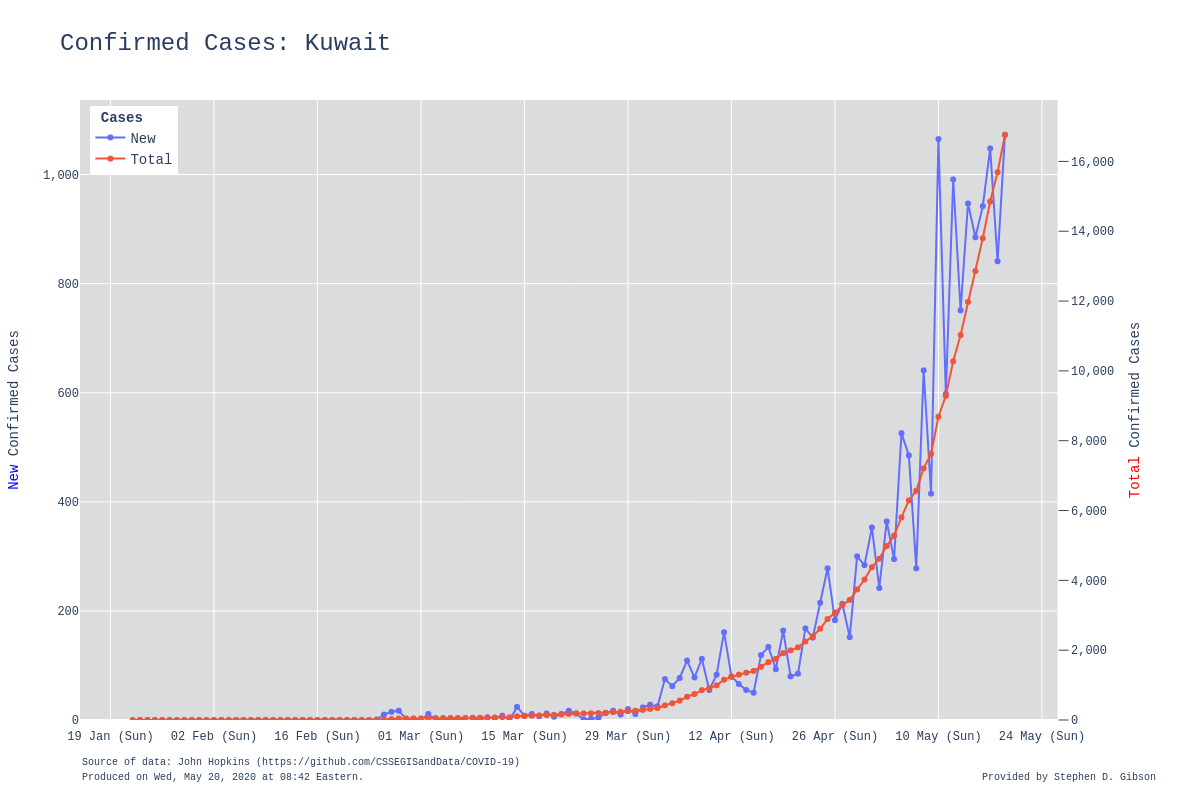 Confirmed Cases: Kuwait
Cases
New
Total
1,000
800
600
400
200
0
New Confirmed Cases
16,000
14,000
12,000
10,000
8,000
6,000
4,000
2,000
0
Total Confirmed Cases
19 Jan (Sun) 02 Feb (Sun) 16 Feb (Sun) 01 Mar (Sun) 15 Mar (Sun) 29 Mar (Sun) 12 Apr (Sun) 26 Apr (Sun) 10 May (Sun) 24 May (Sun)
Source of data: John Hopkins (https://github.com/CSSEGISandData/COVID-19)
Produced on Wed, May 20, 2020 at 08:42 Eastern.
Provided by Stephen D. Gibson